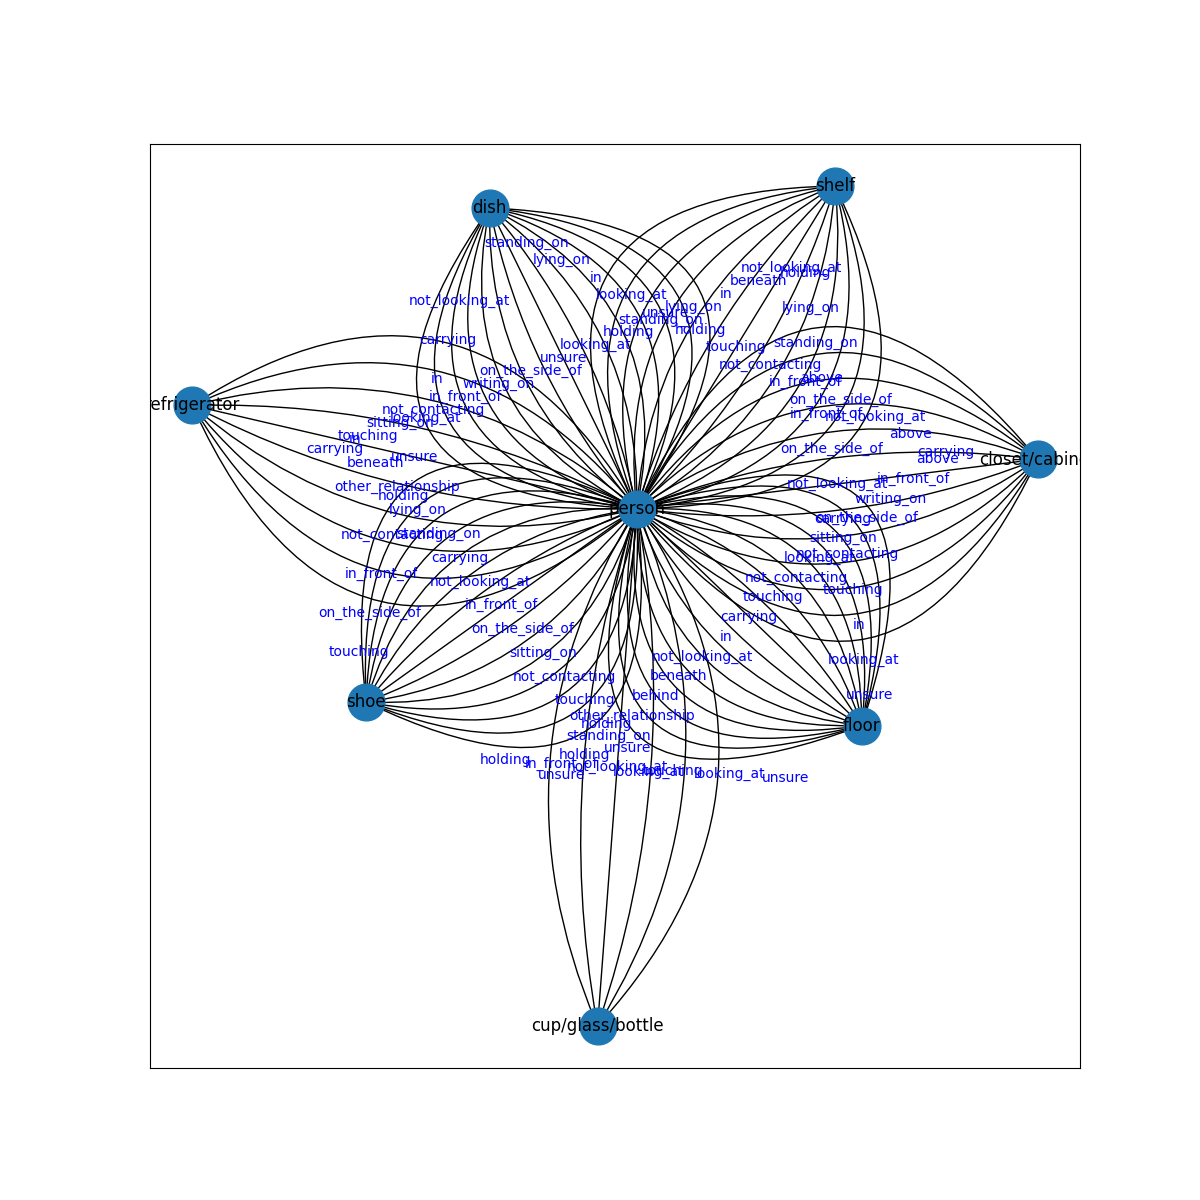 shelf
dish
standing_on
lying_on
not_looking_at
holding
in
beneath
in
looking_at
not_looking_at
lying_on
lying_on
unsure
standing_on
holding
holding
carrying
standing_on
looking_at
touching
unsure
not_contacting
on_the_side_of
in
above
in_front_of
writing_on
in_front_of
on_the_side_of
efrigerator
not_contacting
in_front_of
not_looking_at
looking_at
sitting_on
touching
above
in
carrying
on_the_side_of
carrying
unsure
above
closet/cabin
beneath
in_front_of
not_looking_at
other_relationship
holding
writing_on
lying_on
person
on_the_side_of
carrying
not_contacting
standing_on
sitting_on
not_contacting
carrying
looking_at
in_front_of
not_contacting
not_looking_at
touching
touching
in_front_of
on_the_side_of
carrying
in
on_the_side_of
in
touching
sitting_on
not_looking_at
looking_at
not_contacting
beneath
unsure
behind
touching
shoe
other_relationship
holding
floor
standing_on
unsure
holding
holding
in_front_of
not_looking_at
looking_at
touching
looking_at
unsure
unsure
cup/glass/bottle